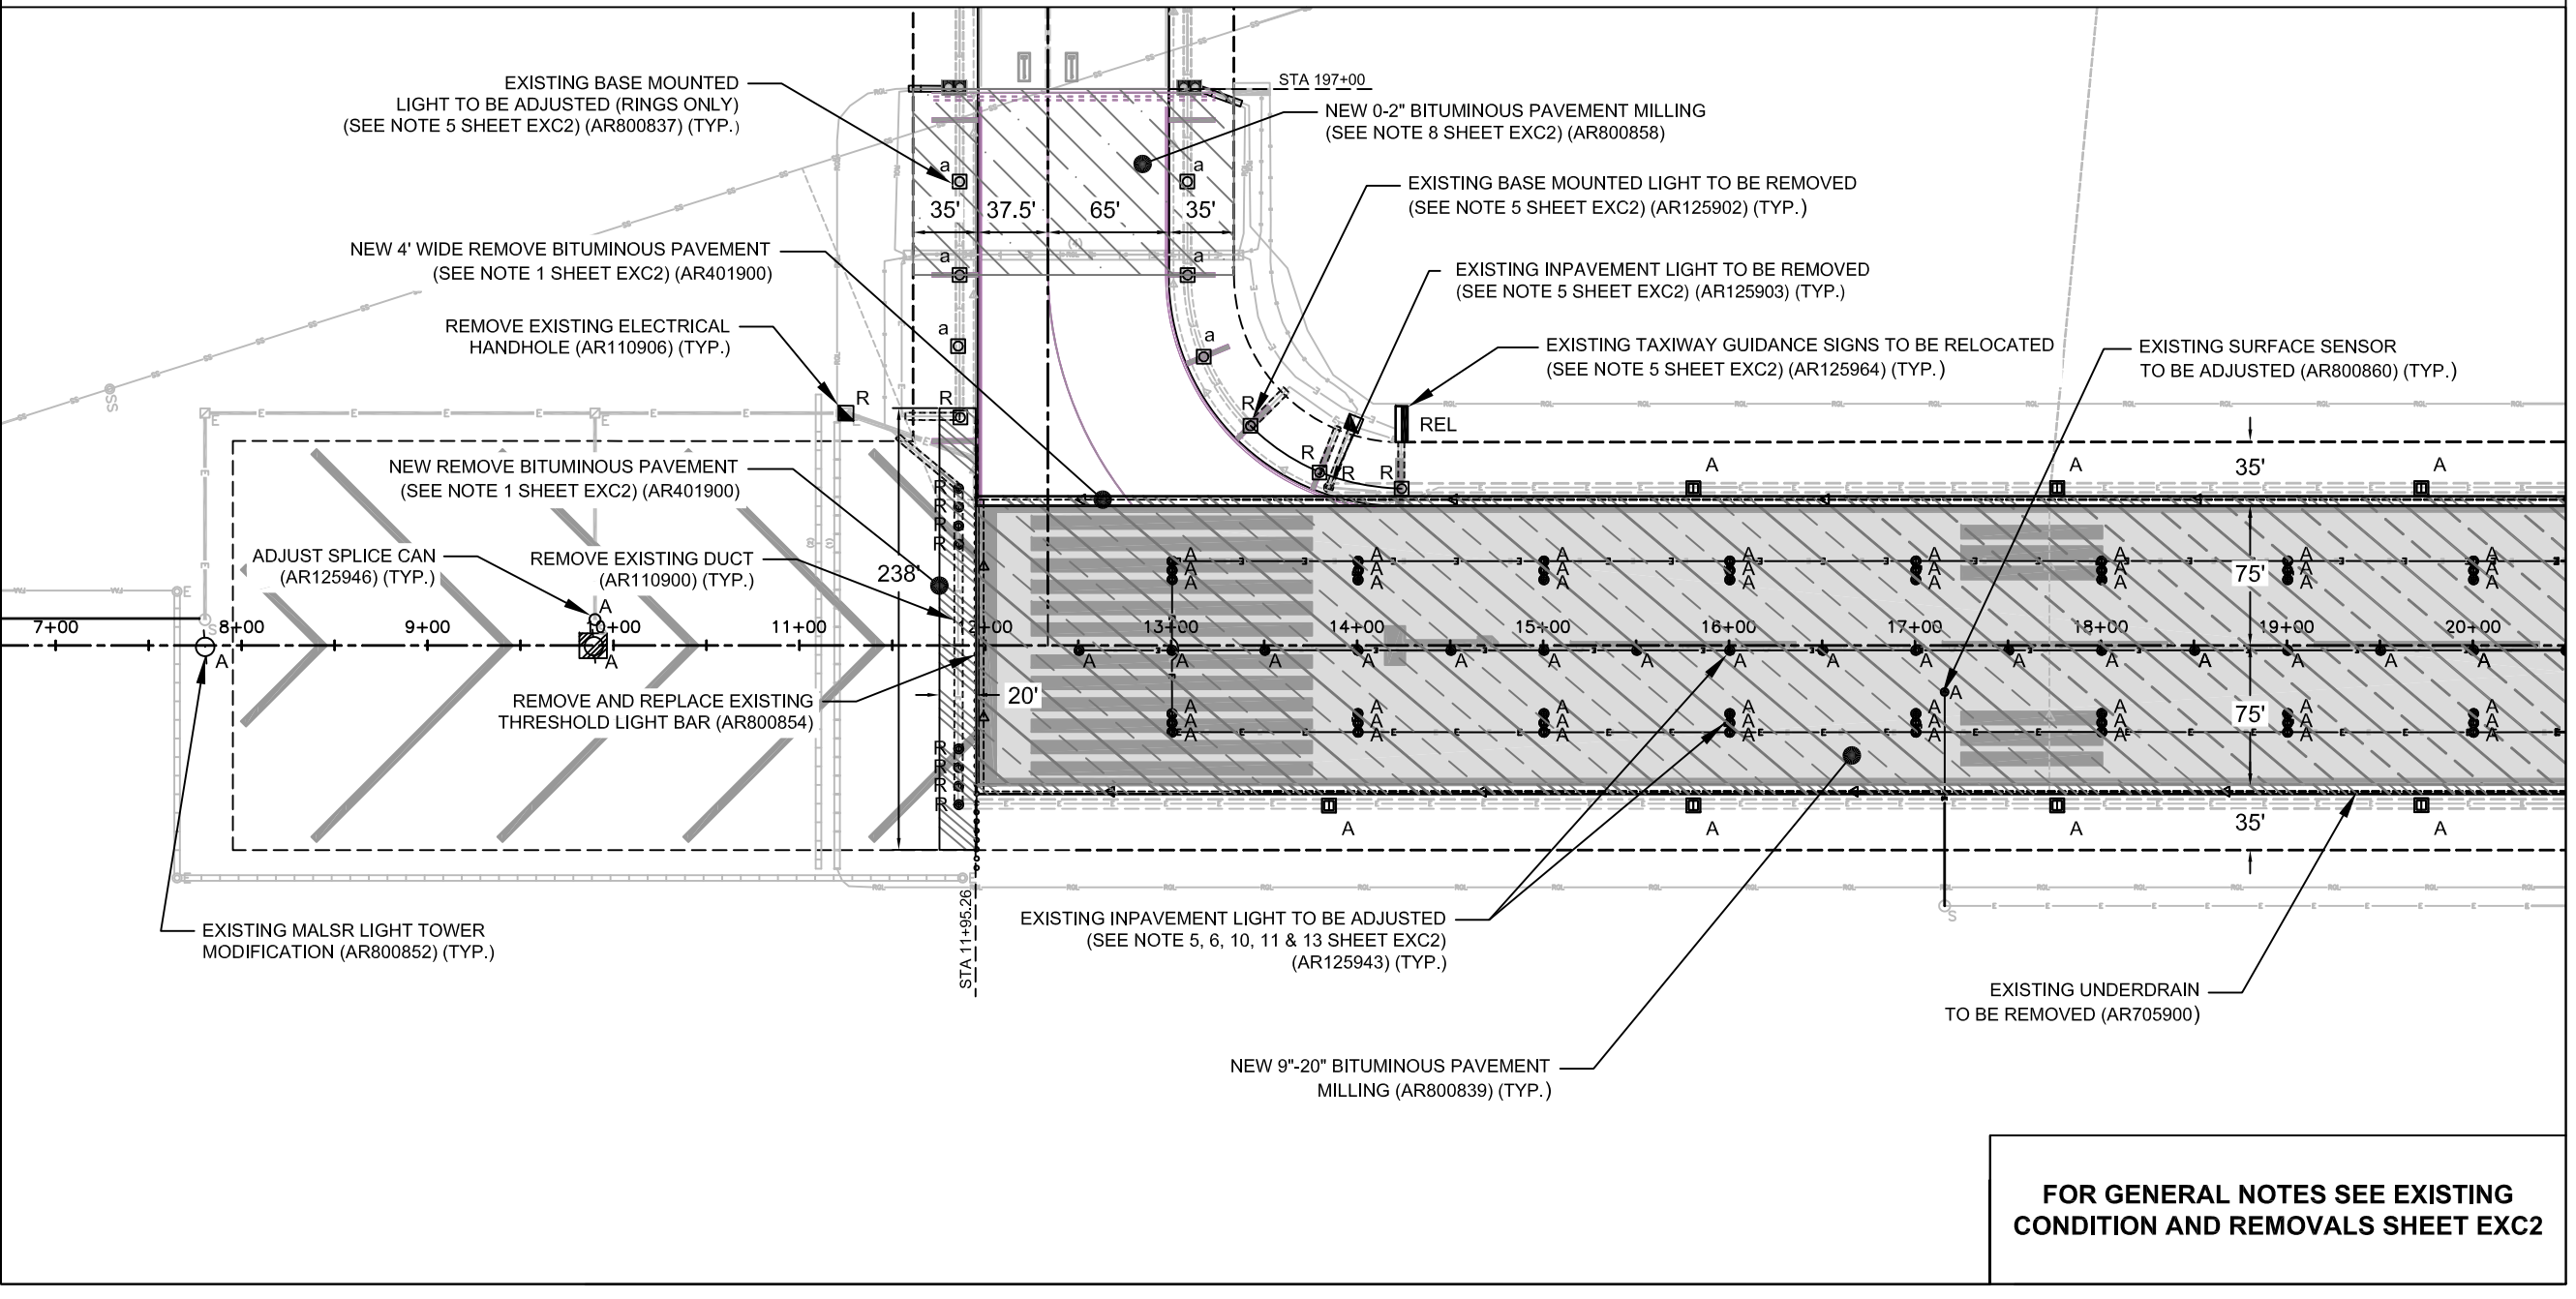 EXISTING BASE MOUNTED
LIGHT TO BE ADJUSTED (RINGS ONLY)
(SEE NOTE 5 SHEET EXC2) (AR800837) (TYP.)
STA 197+00
NEW 0-2" BITUMINOUS PAVEMENT MILLING
(SEE NOTE 8 SHEET EXC2) (AR800858)
EXISTING BASE MOUNTED LIGHT TO BE REMOVED
(SEE NOTE 5 SHEET EXC2) (AR125902) (TYP.)
a
a
35' 37.5' 65' 35'
NEW 4' WIDE REMOVE BITUMINOUS PAVEMENT
(SEE NOTE 1 SHEET EXC2) (AR401900)
a
a
EXISTING INPAVEMENT LIGHT TO BE REMOVED
(SEE NOTE 5 SHEET EXC2) (AR125903) (TYP.)
REMOVE EXISTING ELECTRICAL
HANDHOLE (AR110906) (TYP.)
a
a
EXISTING TAXIWAY GUIDANCE SIGNS TO BE RELOCATED
(SEE NOTE 5 SHEET EXC2) (AR125964) (TYP.)
EXISTING SURFACE SENSOR
TO BE ADJUSTED (AR800860) (TYP.)
R
R
R
REL
R
R
R
NEW REMOVE BITUMINOUS PAVEMENT
(SEE NOTE 1 SHEET EXC2) (AR401900)
A A A
35'
ADJUST SPLICE CAN
(AR125946) (TYP.)
REMOVE EXISTING DUCT
(AR110900) (TYP.)
238'
75'
7+00 8+00 9+00 10+00 11+00 12+00 13+00 14+00 15+00 16+00 17+00 18+00 19+00 20+00
REMOVE AND REPLACE EXISTING
THRESHOLD LIGHT BAR (AR800854)
20'
75'
A A A A
35'
EXISTING MALSR LIGHT TOWER
MODIFICATION (AR800852) (TYP.)
STA 11+95.26
EXISTING INPAVEMENT LIGHT TO BE ADJUSTED
(SEE NOTE 5, 6, 10, 11 & 13 SHEET EXC2)
(AR125943) (TYP.)
EXISTING UNDERDRAIN
TO BE REMOVED (AR705900)
NEW 9"-20" BITUMINOUS PAVEMENT
MILLING (AR800839) (TYP.)
FOR GENERAL NOTES SEE EXISTING
CONDITION AND REMOVALS SHEET EXC2